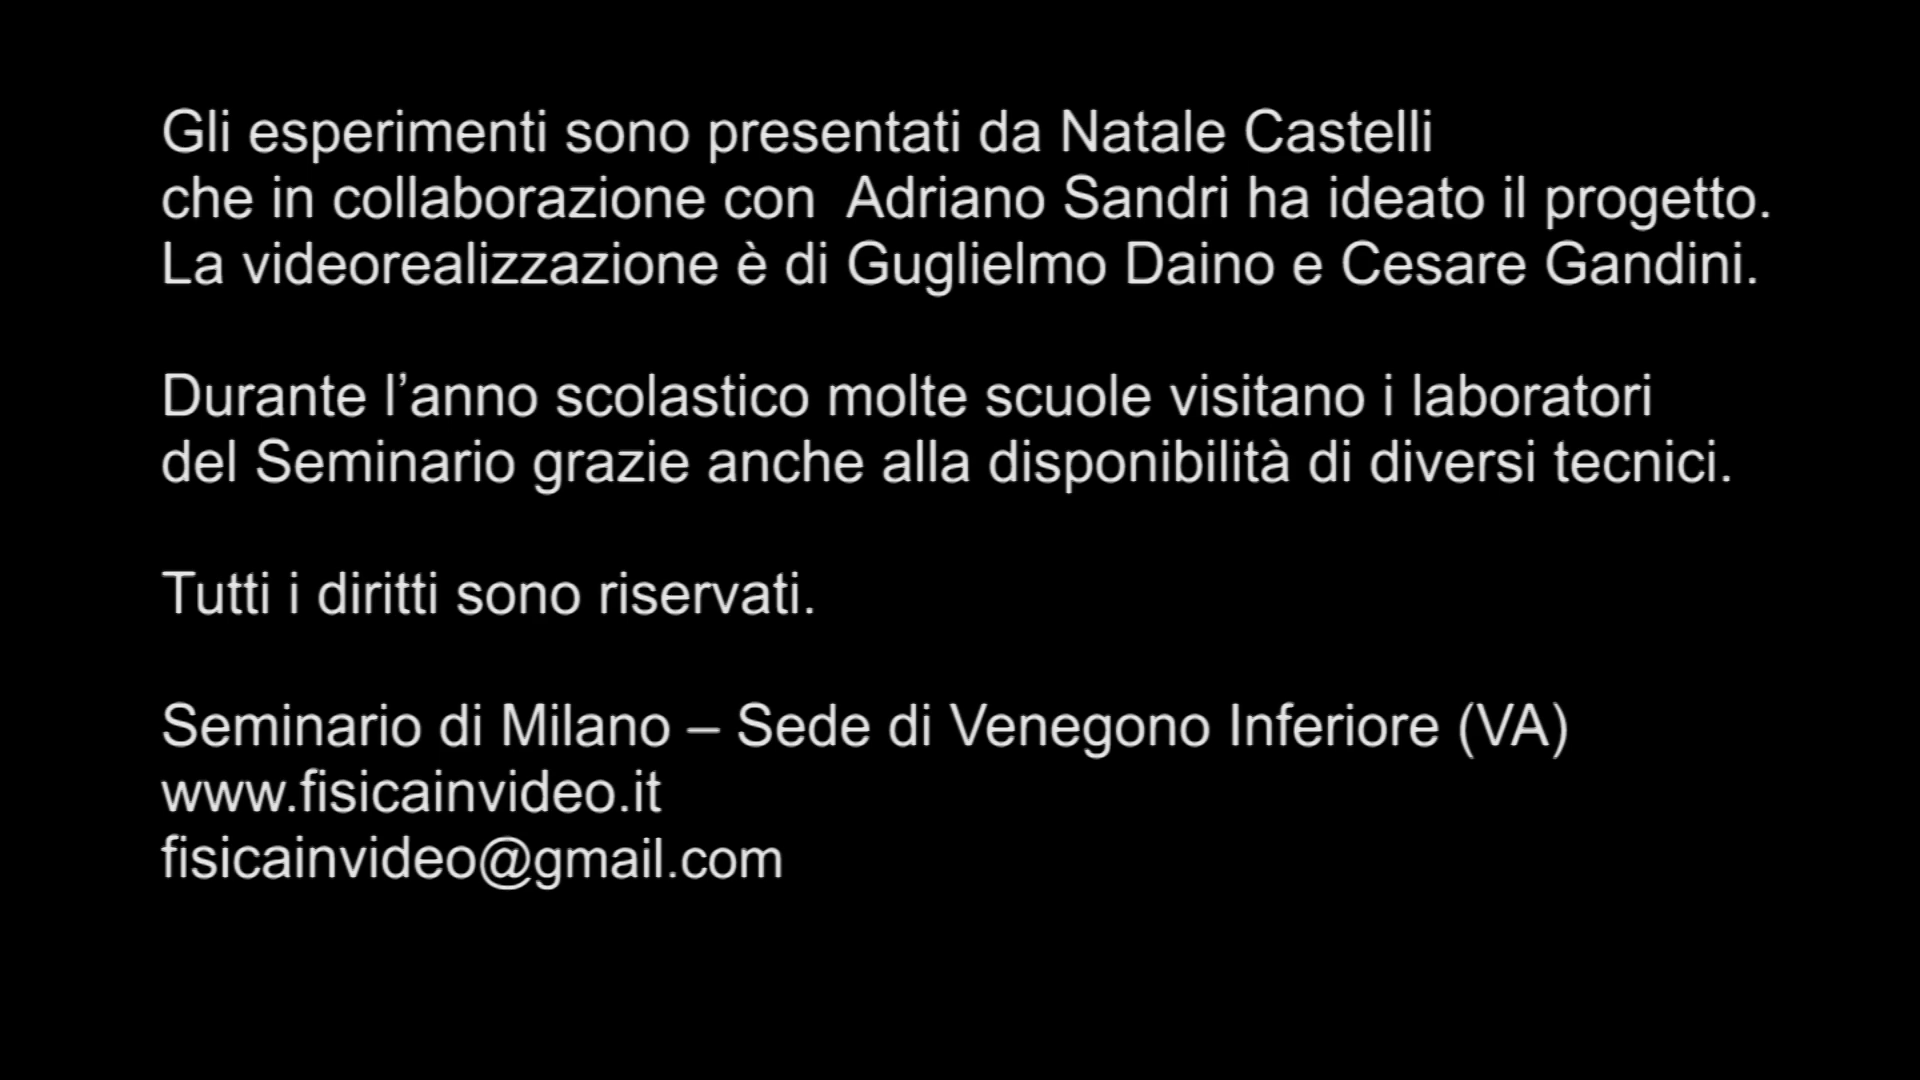 Gli esperimenti sono presentati da Natale Castelli
che in collaborazione con  Adriano Sandri ha ideato il progetto.
La videorealizzazione è di Guglielmo Daino e Cesare Gandini.
Durante l’anno scolastico molte scuole visitano i laboratori
del Seminario grazie anche alla disponibilità di diversi tecnici.
Tutti i diritti sono riservati.
Seminario di Milano – Sede di Venegono Inferiore (VA)
www.fisicainvideo.it
fisicainvideo@gmail.com